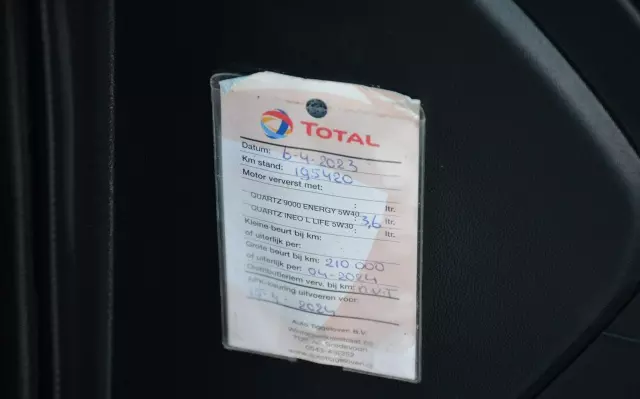 TOTAL
Datum: 6-4-2023
Km stand: 195420
Motor ververst met:
QUARTZ 9000 ENERGY 5W40 : ltr.
QUARTZ INEO L LIFE 5W30 : 3,6 ltr.
: ltr.
Kleine-beurt bij km:
of uiterlijk per:
Grote beurt bij km: 210 000
of uiterlijk per: 04-2024
Distributieriem verv. bij km: n.v.t
APK-keuring uitvoeren voor:
2024
Auto Tiggeloven B.V.